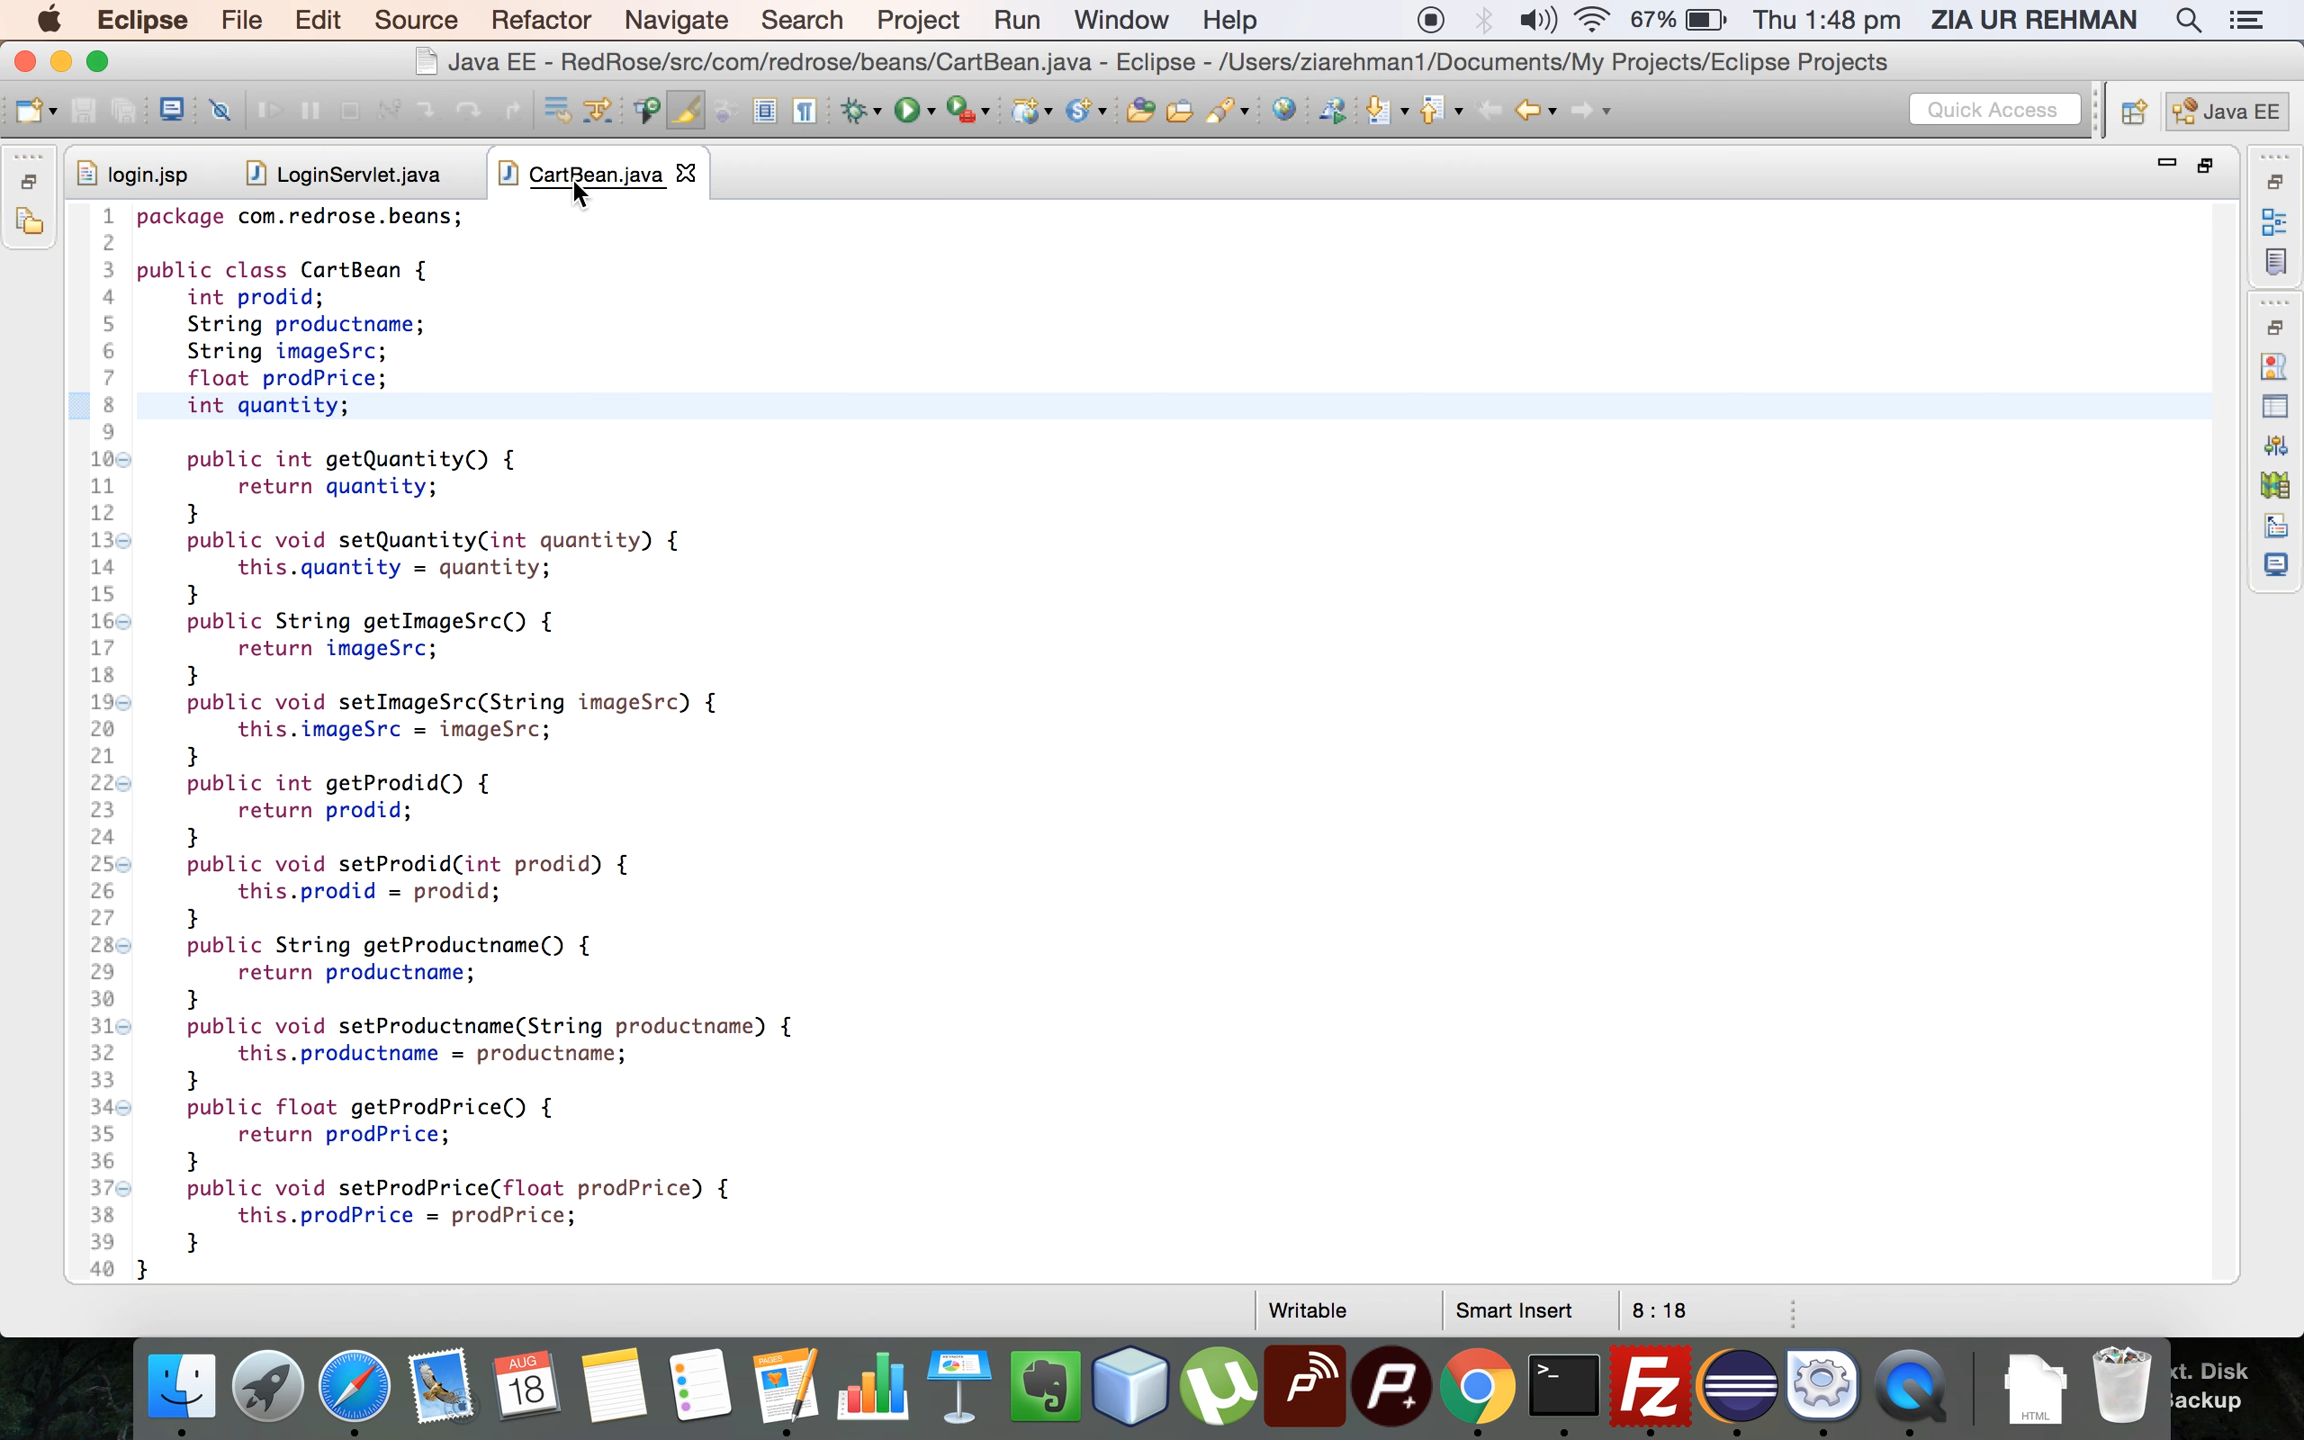 Eclipse File Edit Source Refactor Navigate Search Project Run Window Help 67% Thu 1:48 pm ZIA UR REHMAN
Java EE - RedRose/src/com/redrose/beans/CartBean.java - Eclipse - /Users/ziarehman1/Documents/My Projects/Eclipse Projects
Quick Access Java EE
login.jsp LoginServlet.java CartBean.java
1 package com.redrose.beans;
2
3 public class CartBean {
4 int prodid;
5 String productname;
6 String imageSrc;
7 float prodPrice;
8 int quantity;
9
10 public int getQuantity() {
11 return quantity;
12 }
13 public void setQuantity(int quantity) {
14 this.quantity = quantity;
15 }
16 public String getImageSrc() {
17 return imageSrc;
18 }
19 public void setImageSrc(String imageSrc) {
20 this.imageSrc = imageSrc;
21 }
22 public int getProdid() {
23 return prodid;
24 }
25 public void setProdid(int prodid) {
26 this.prodid = prodid;
27 }
28 public String getProductname() {
29 return productname;
30 }
31 public void setProductname(String productname) {
32 this.productname = productname;
33 }
34 public float getProdPrice() {
35 return prodPrice;
36 }
37 public void setProdPrice(float prodPrice) {
38 this.prodPrice = prodPrice;
39 }
40 }
Writable Smart Insert 8 : 18
AUG
18
PAGES
HTML
xt. Disk
Backup